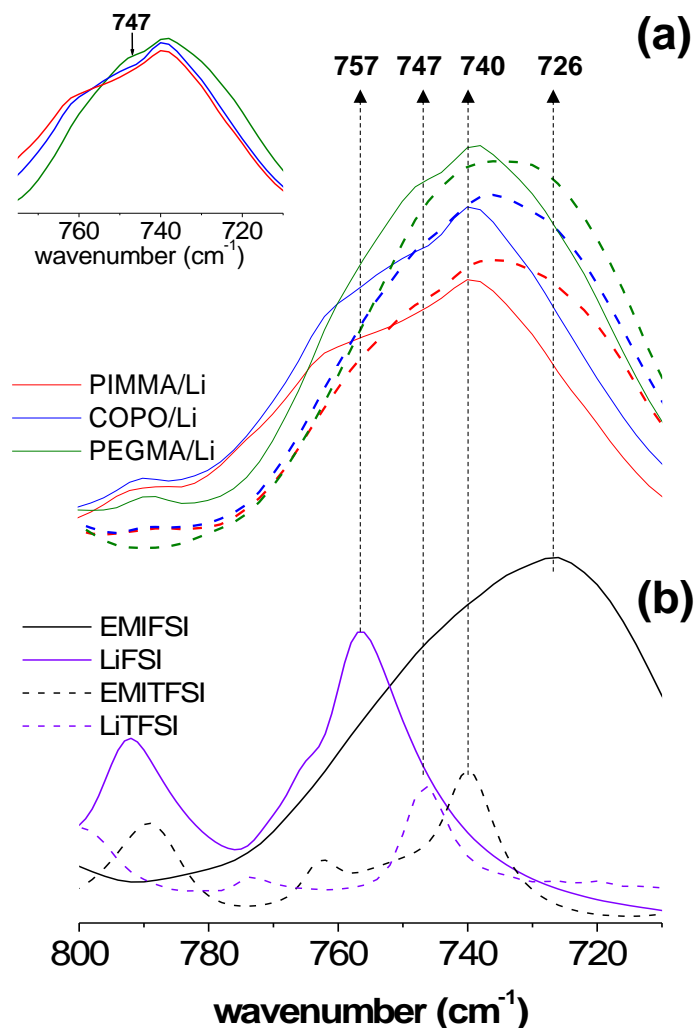 747
(a)
757 747 740 726
760 740 720
wavenumber (cm⁻¹)
PIMMA/Li
COPO/Li
PEGMA/Li
(b)
EMIFSI
LiFSI
EMITFSI
LiTFSI
800 780 760 740 720
wavenumber (cm⁻¹)